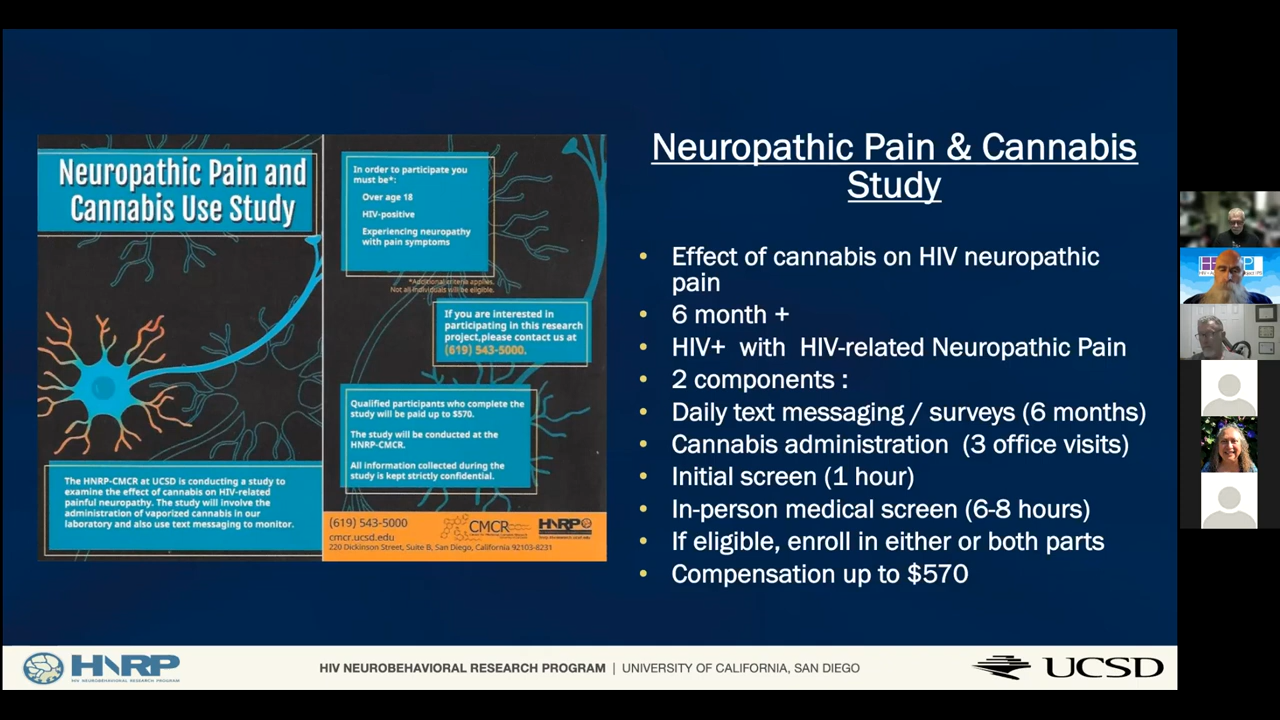 Neuropathic Pain and
Cannabis Use Study
The HNRP-CMCR at UCSD is conducting a study to
examine the effect of cannabis on HIV-related
painful neuropathy. The study will involve the
administration of vaporized cannabis in our
laboratory and also use text messaging to monitor.
In order to participate you
must be*:
Over age 18
HIV-positive
Experiencing neuropathy
with pain symptoms
*Additional criteria applies.
Not all individuals will be eligible.
If you are interested in
participating in this research
project,please contact us at
(619) 543-5000.
Qualified participants who complete the
study will be paid up to $570.
The study will be conducted at the
HNRP-CMCR.
All information collected during the
study is kept strictly confidential.
(619) 543-5000
cmcr.ucsd.edu
220 Dickinson Street, Suite B, San Diego, California 92103-8231
CMCR
HNRP
Neuropathic Pain & Cannabis
Study
• Effect of cannabis on HIV neuropathic
pain
• 6 month +
• HIV+ with HIV-related Neuropathic Pain
• 2 components :
• Daily text messaging / surveys (6 months)
• Cannabis administration (3 office visits)
• Initial screen (1 hour)
• In-person medical screen (6-8 hours)
• If eligible, enroll in either or both parts
• Compensation up to $570
HNRP
HIV NEUROBEHAVIORAL RESEARCH PROGRAM
HIV NEUROBEHAVIORAL RESEARCH PROGRAM | UNIVERSITY OF CALIFORNIA, SAN DIEGO
UCSD